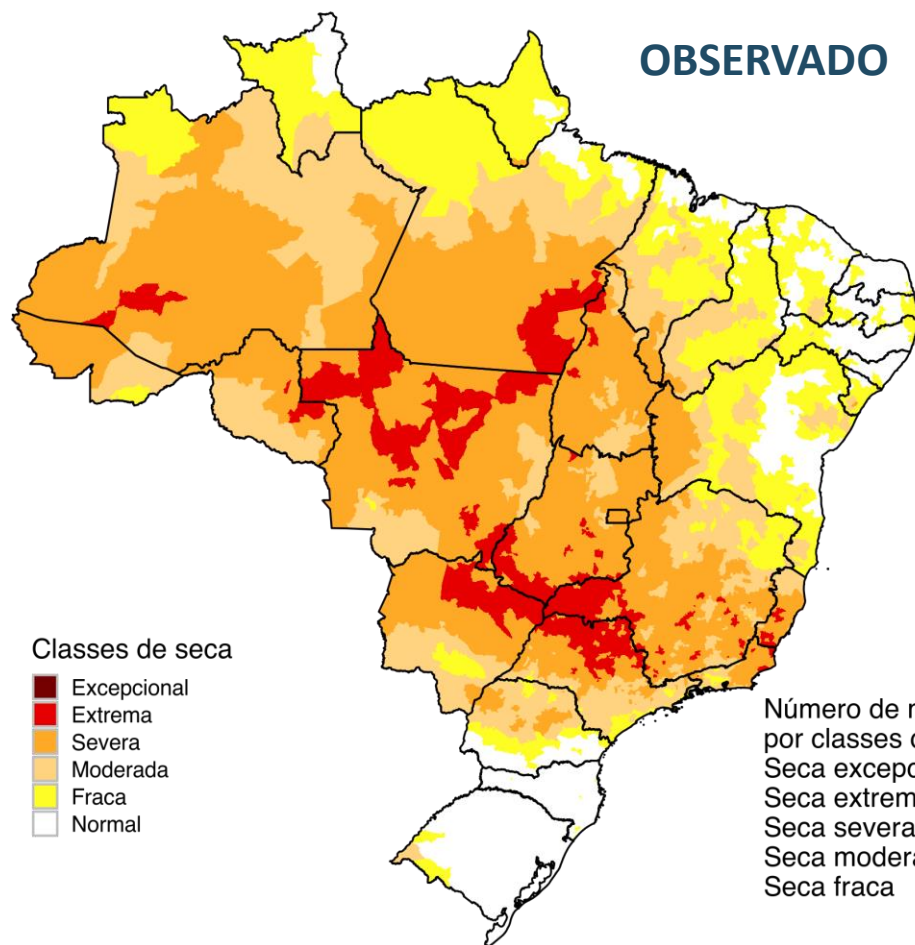 OBSERVADO
Classes de seca
Excepcional
Extrema
Severa
Moderada
Fraca
Normal
Número de
por classes
Seca
Seca
Seca severa
Seca
Seca fraca